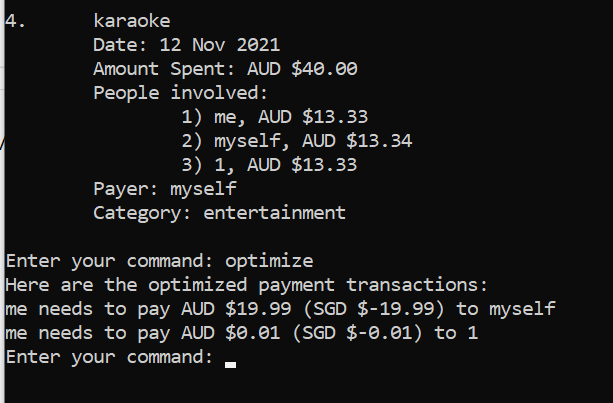 4. karaoke
Date: 12 Nov 2021
Amount Spent: AUD $40.00
People involved:
1) me, AUD $13.33
2) myself, AUD $13.34
3) 1, AUD $13.33
Payer: myself
Category: entertainment
Enter your command: optimize
Here are the optimized payment transactions:
me needs to pay AUD $19.99 (SGD $-19.99) to myself
me needs to pay AUD $0.01 (SGD $-0.01) to 1
Enter your command: